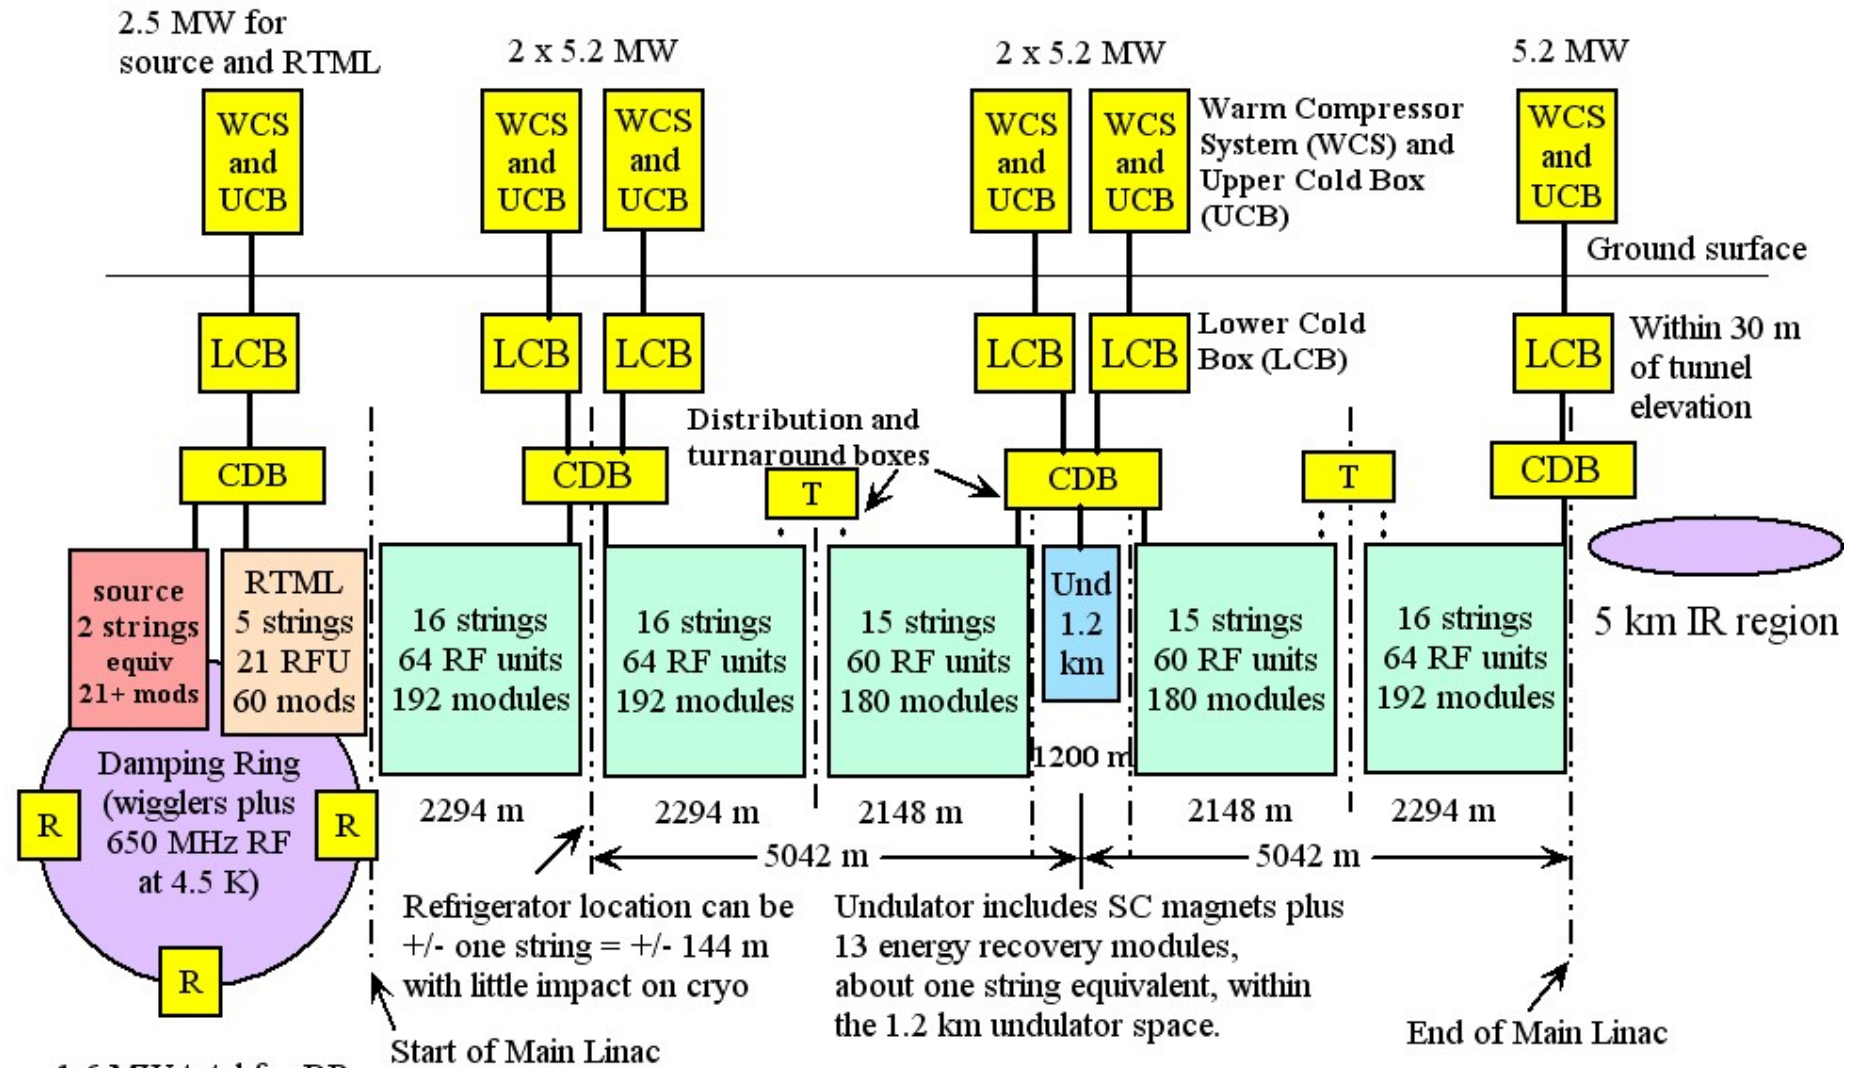 2.5 MW for
source and RTML
2 x 5.2 MW
2 x 5.2 MW
5.2 MW
WCS
and
UCB
WCS
and
UCB
WCS
and
UCB
WCS
and
UCB
WCS
and
UCB
Warm Compressor
System (WCS) and
Upper Cold Box
(UCB)
WCS
and
UCB
Ground surface
LCB
LCB
LCB
LCB
LCB
Lower Cold
Box (LCB)
LCB
Within 30 m
of tunnel
elevation
Distribution and
turnaround boxes
CDB
CDB
T
CDB
T
CDB
source
2 strings
equiv
21+ mods
RTML
5 strings
21 RFU
60 mods
16 strings
64 RF units
192 modules
16 strings
64 RF units
192 modules
15 strings
60 RF units
180 modules
Und
1.2
km
15 strings
60 RF units
180 modules
16 strings
64 RF units
192 modules
5 km IR region
1200 m
Damping Ring
(wigglers plus
650 MHz RF
at 4.5 K)
R
R
R
2294 m
2294 m
2148 m
2148 m
2294 m
5042 m
5042 m
Refrigerator location can be
+/- one string = +/- 144 m
with little impact on cryo
Undulator includes SC magnets plus
13 energy recovery modules,
about one string equivalent, within
the 1.2 km undulator space.
Start of Main Linac
End of Main Linac